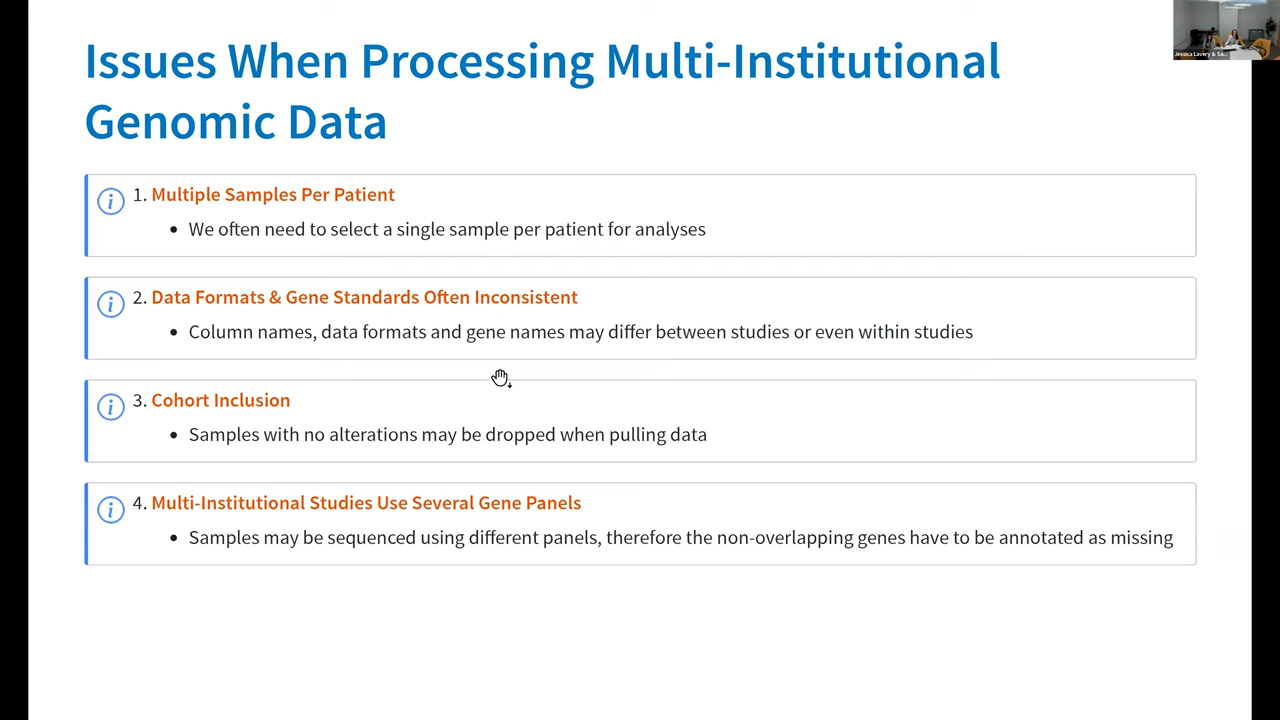 Issues When Processing Multi-Institutional
Genomic Data
1. Multiple Samples Per Patient
• We often need to select a single sample per patient for analyses
2. Data Formats & Gene Standards Often Inconsistent
• Column names, data formats and gene names may differ between studies or even within studies
3. Cohort Inclusion
• Samples with no alterations may be dropped when pulling data
4. Multi-Institutional Studies Use Several Gene Panels
• Samples may be sequenced using different panels, therefore the non-overlapping genes have to be annotated as missing
Jessica Lavery & Sa...